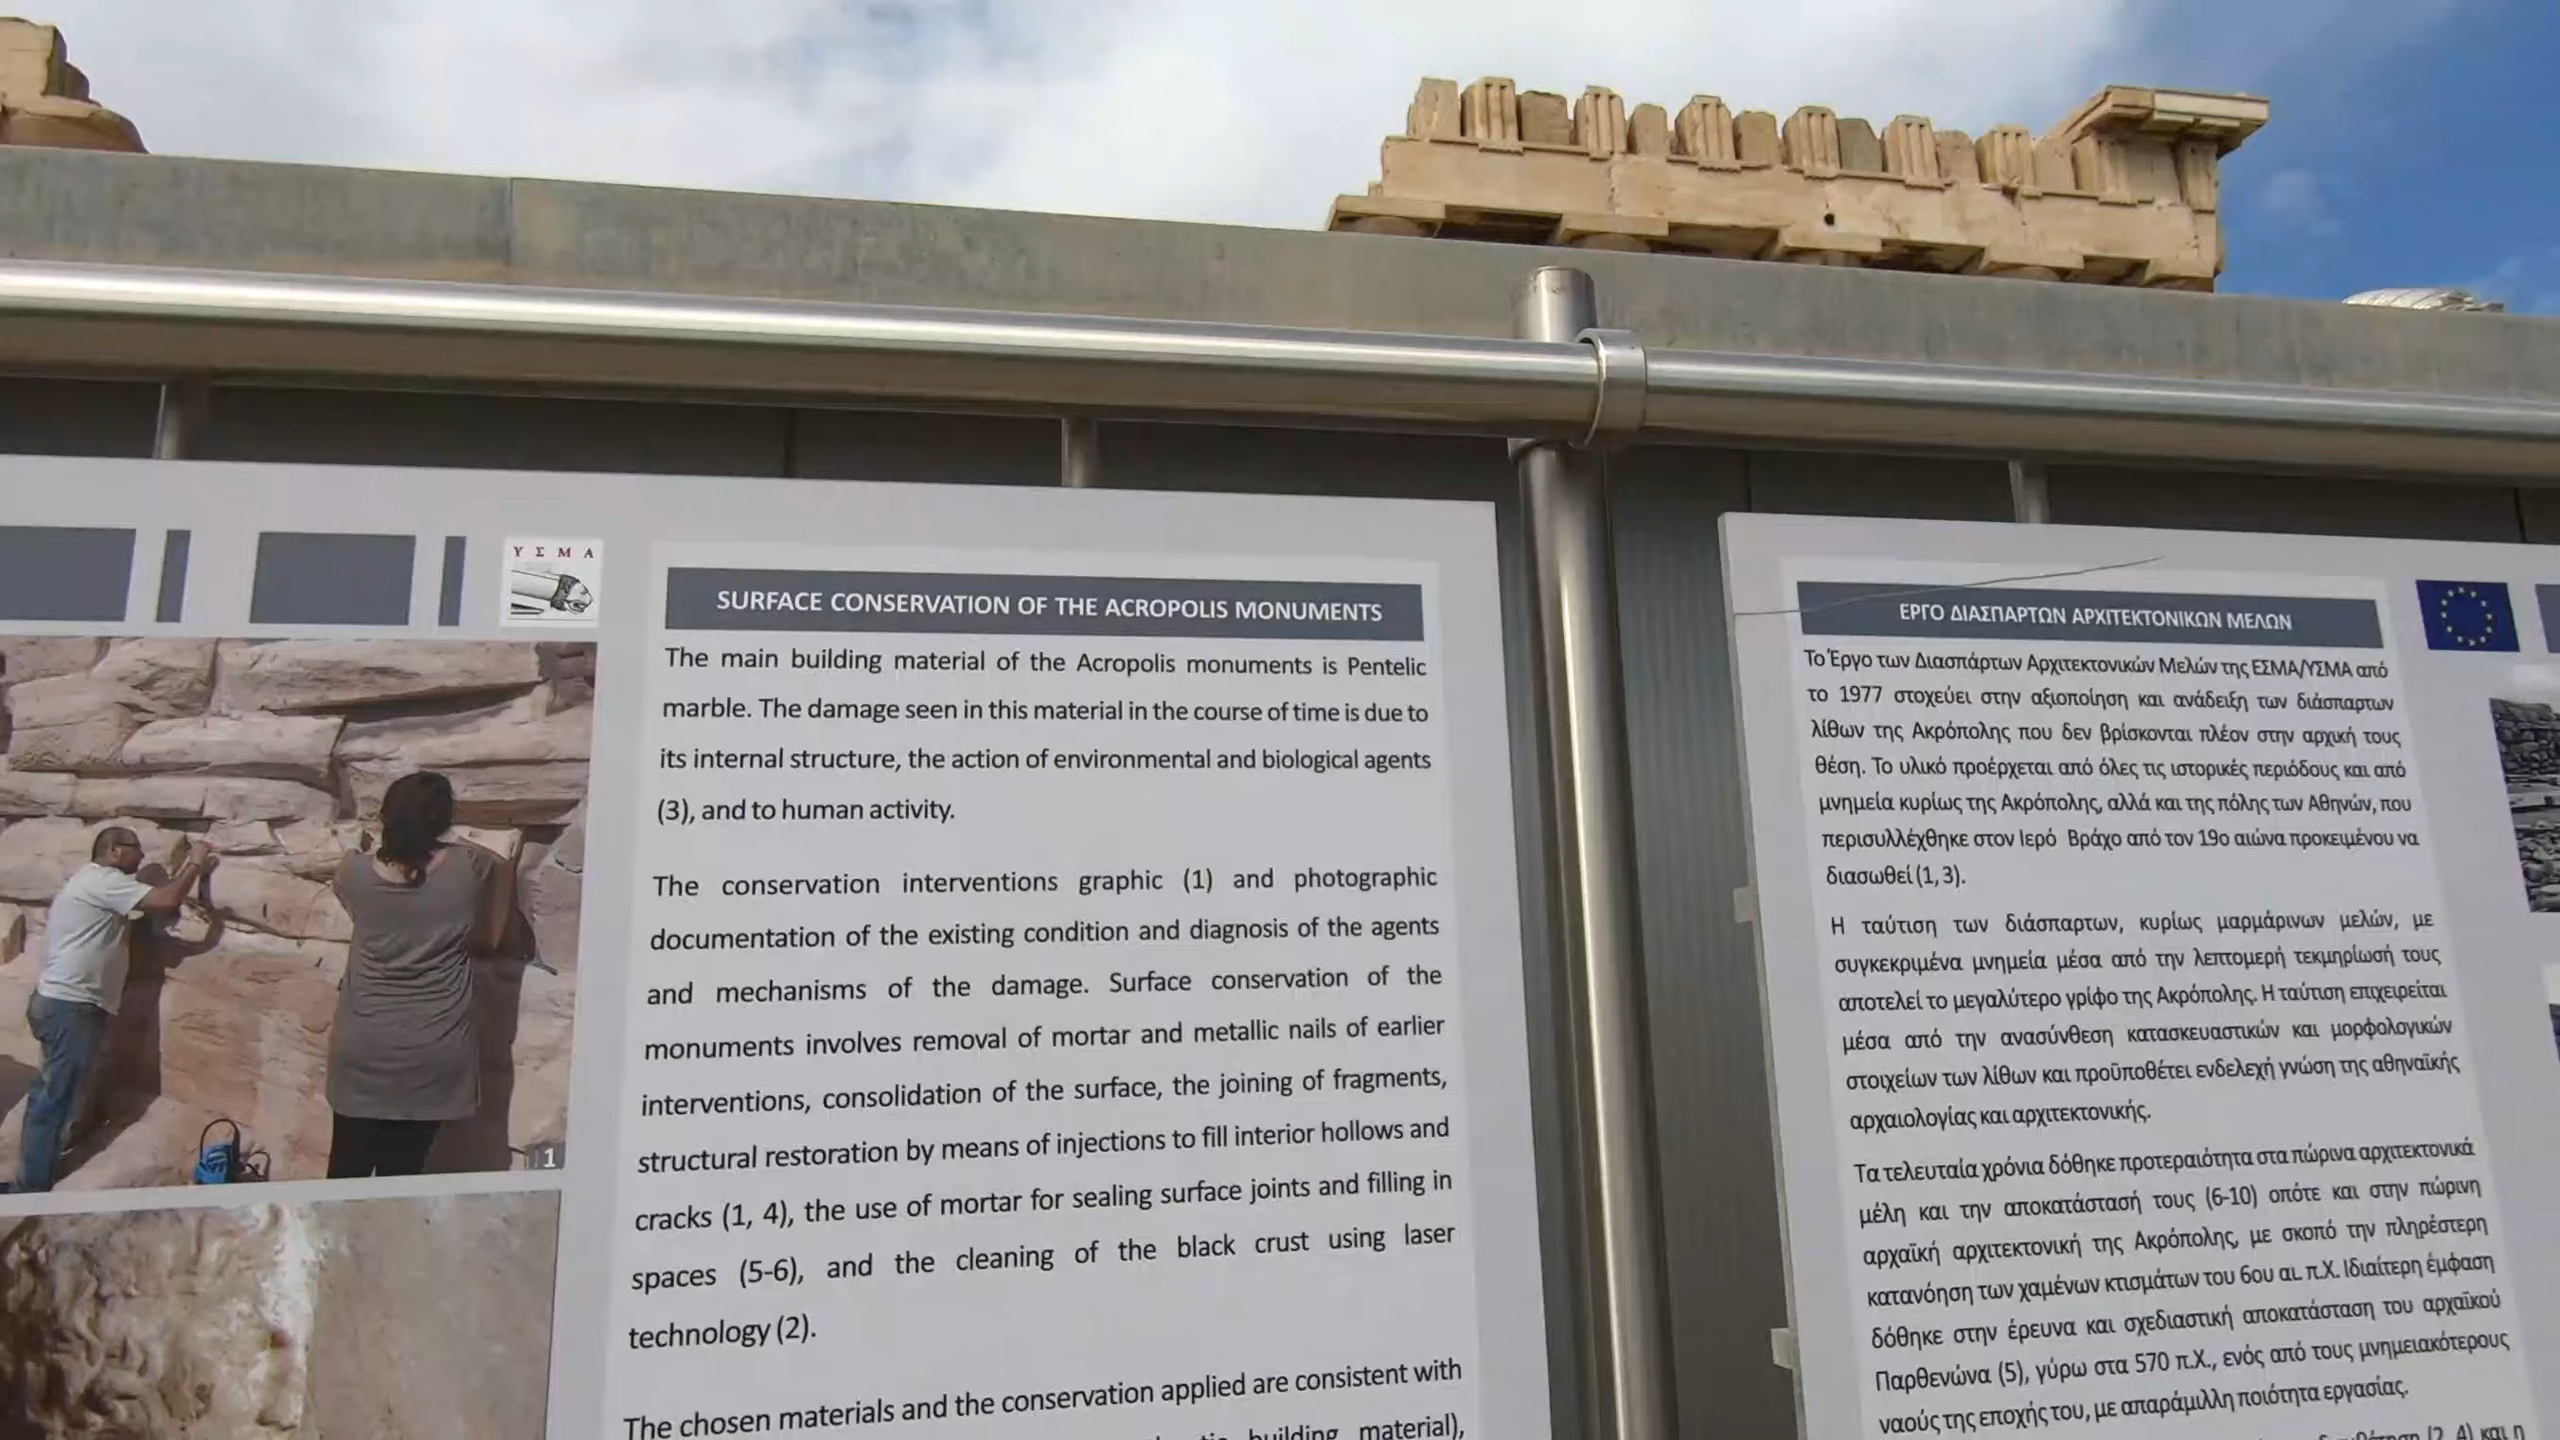 Υ Σ Μ Α
SURFACE CONSERVATION OF THE ACROPOLIS MONUMENTS
The main building material of the Acropolis monuments is Pentelic
marble. The damage seen in this material in the course of time is due to
its internal structure, the action of environmental and biological agents
(3), and to human activity.
The conservation interventions graphic (1) and photographic
documentation of the existing condition and diagnosis of the agents
and mechanisms of the damage. Surface conservation of the
monuments involves removal of mortar and metallic nails of earlier
interventions, consolidation of the surface, the joining of fragments,
structural restoration by means of injections to fill interior hollows and
cracks (1, 4), the use of mortar for sealing surface joints and filling in
spaces (5-6), and the cleaning of the black crust using laser
technology (2).
The chosen materials and the conservation applied are consistent with
building material),
1
ΕΡΓΟ ΔΙΑΣΠΑΡΤΩΝ ΑΡΧΙΤΕΚΤΟΝΙΚΩΝ ΜΕΛΩΝ
Το Έργο των Διασπάρτων Αρχιτεκτονικών Μελών της ΕΣΜΑ/ΥΣΜΑ από
το 1977 στοχεύει στην αξιοποίηση και ανάδειξη των διάσπαρτων
λίθων της Ακρόπολης που δεν βρίσκονται πλέον στην αρχική τους
θέση. Το υλικό προέρχεται από όλες τις ιστορικές περιόδους και από
μνημεία κυρίως της Ακρόπολης, αλλά και της πόλης των Αθηνών, που
περισυλλέχθηκε στον Ιερό Βράχο από τον 19ο αιώνα προκειμένου να
διασωθεί (1, 3).
Η ταύτιση των διάσπαρτων, κυρίως μαρμάρινων μελών, με
συγκεκριμένα μνημεία μέσα από την λεπτομερή τεκμηρίωσή τους
αποτελεί το μεγαλύτερο γρίφο της Ακρόπολης. Η ταύτιση επιχειρείται
μέσα από την ανασύνθεση κατασκευαστικών και μορφολογικών
στοιχείων των λίθων και προϋποθέτει ενδελεχή γνώση της αθηναϊκής
αρχαιολογίας και αρχιτεκτονικής.
Τα τελευταία χρόνια δόθηκε προτεραιότητα στα πώρινα αρχιτεκτονικά
μέλη και την αποκατάστασή τους (6-10) οπότε και στην πώρινη
αρχαϊκή αρχιτεκτονική της Ακρόπολης, με σκοπό την πληρέστερη
κατανόηση των χαμένων κτισμάτων του 6ου αι. π.Χ. Ιδιαίτερη έμφαση
δόθηκε στην έρευνα και σχεδιαστική αποκατάσταση του αρχαϊκού
Παρθενώνα (5), γύρω στα 570 π.Χ., ενός από τους μνημειακότερους
ναούς της εποχής του, με απαράμιλλη ποιότητα εργασίας.
(2, 4) και η